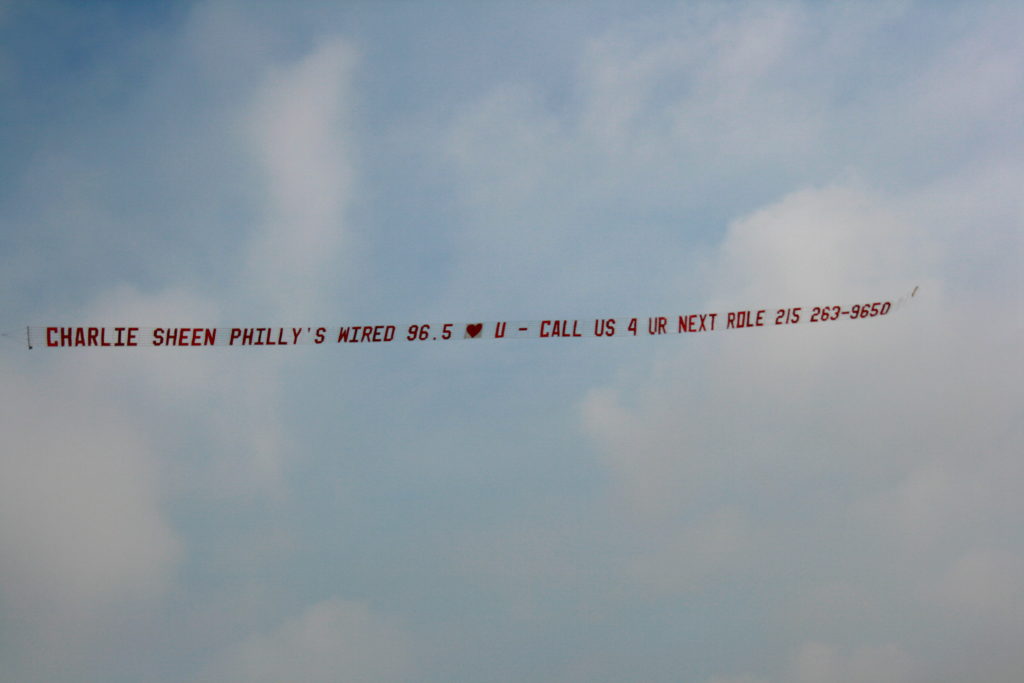 CHARLIE SHEEN PHILLY'S WIRED 96.5 ♥ U - CALL US 4 UR NEXT ROLE 215 263-9650